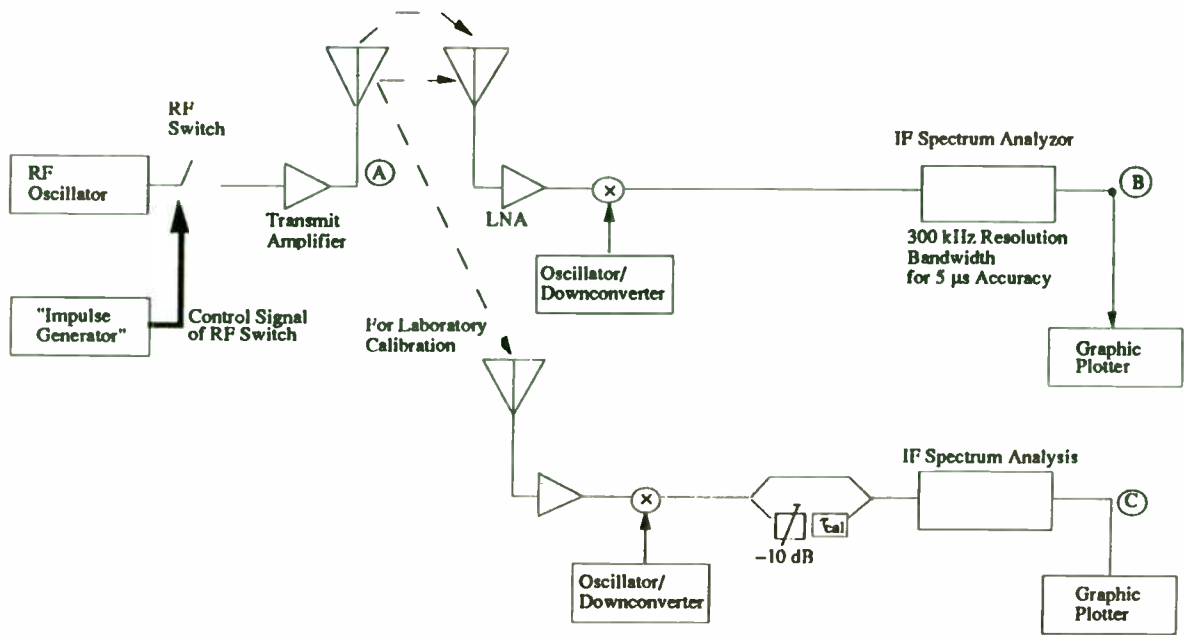 RF
Switch
RF
Oscillator
A
Transmit
Amplifier
"Impulse
Generator"
Control Signal
of RF Switch
LNA
×
Oscillator/
Downconverter
IF Spectrum Analyzor
B
300 kHz Resolution
Bandwidth
for 5 μs Accuracy
Graphic
Plotter
For Laboratory
Calibration
×
Oscillator/
Downconverter
−10 dB
τcal
IF Spectrum Analysis
C
Graphic
Plotter